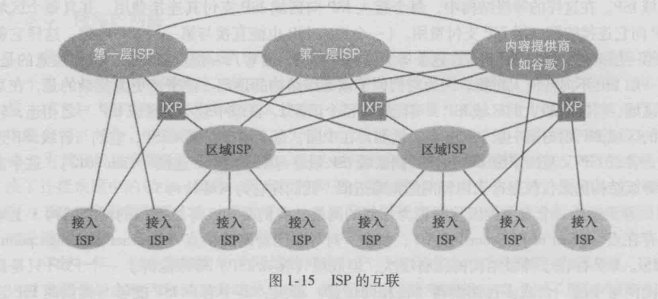 第一层ISP
第一层ISP
内容提供商
（如谷歌）
IXP
IXP
IXP
区域ISP
区域ISP
接入
ISP
接入
ISP
接入
ISP
接入
ISP
接入
ISP
接入
ISP
接入
ISP
接入
ISP
图 1-15 ISP 的互联